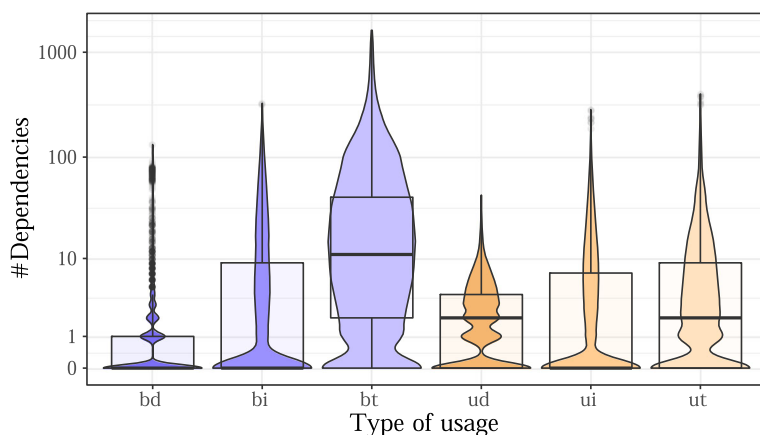 #Dependencies
1000
100
10
1
0
bd bi bt ud ui ut
Type of usage